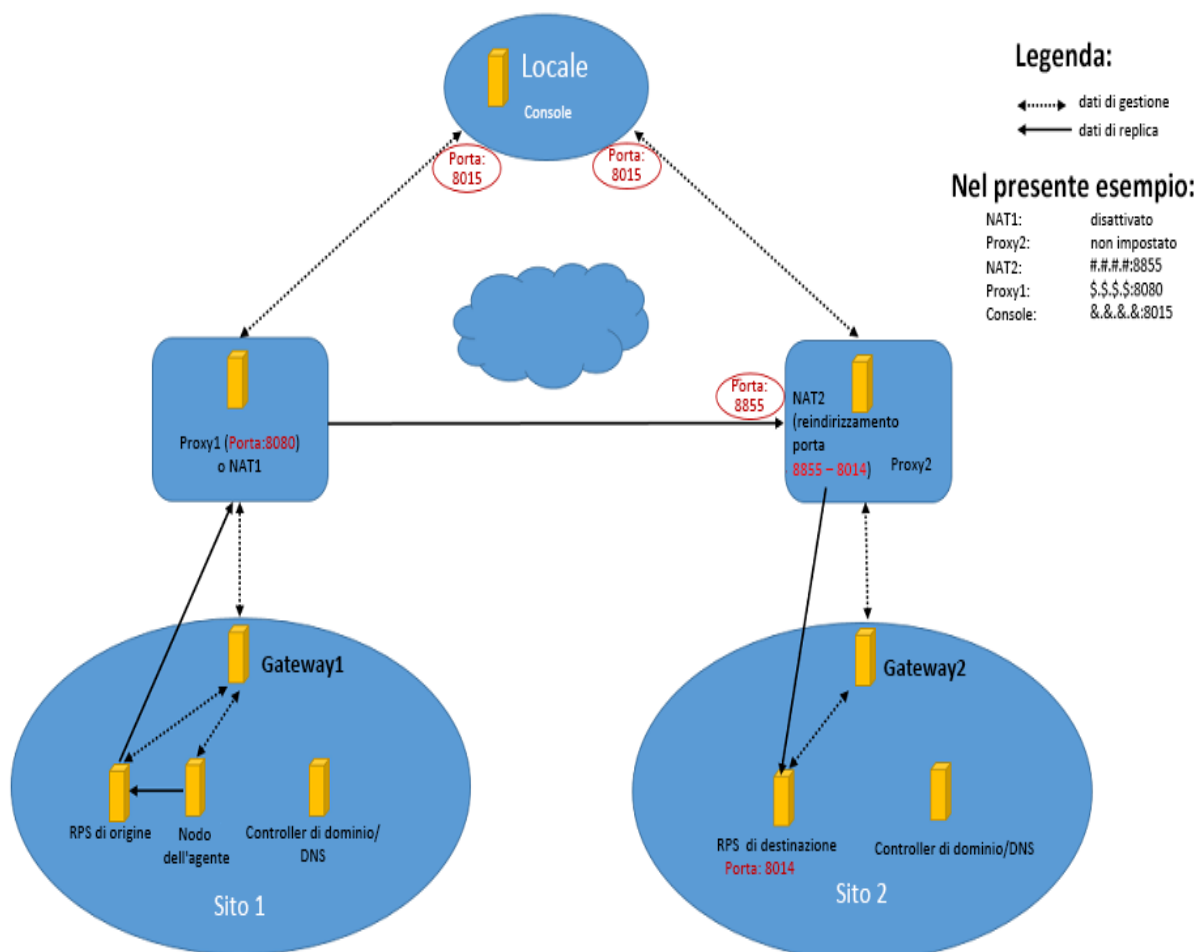 Locale
Console
Porta:
8015
Porta:
8015
Legenda:
dati di gestione
dati di replica
Nel presente esempio:
NAT1: disattivato
Proxy2: non impostato
NAT2: #.#.#.#:8855
Proxy1: $.$.$.$:8080
Console: &.&.&.&:8015
Proxy1 (Porta:8080)
o NAT1
Porta:
8855
NAT2
(reindirizzamento
porta
8855 – 8014)
Proxy2
Gateway1
RPS di origine
Nodo
dell'agente
Controller di dominio/
DNS
Sito 1
Gateway2
RPS di destinazione
Porta: 8014
Controller di dominio/DNS
Sito 2